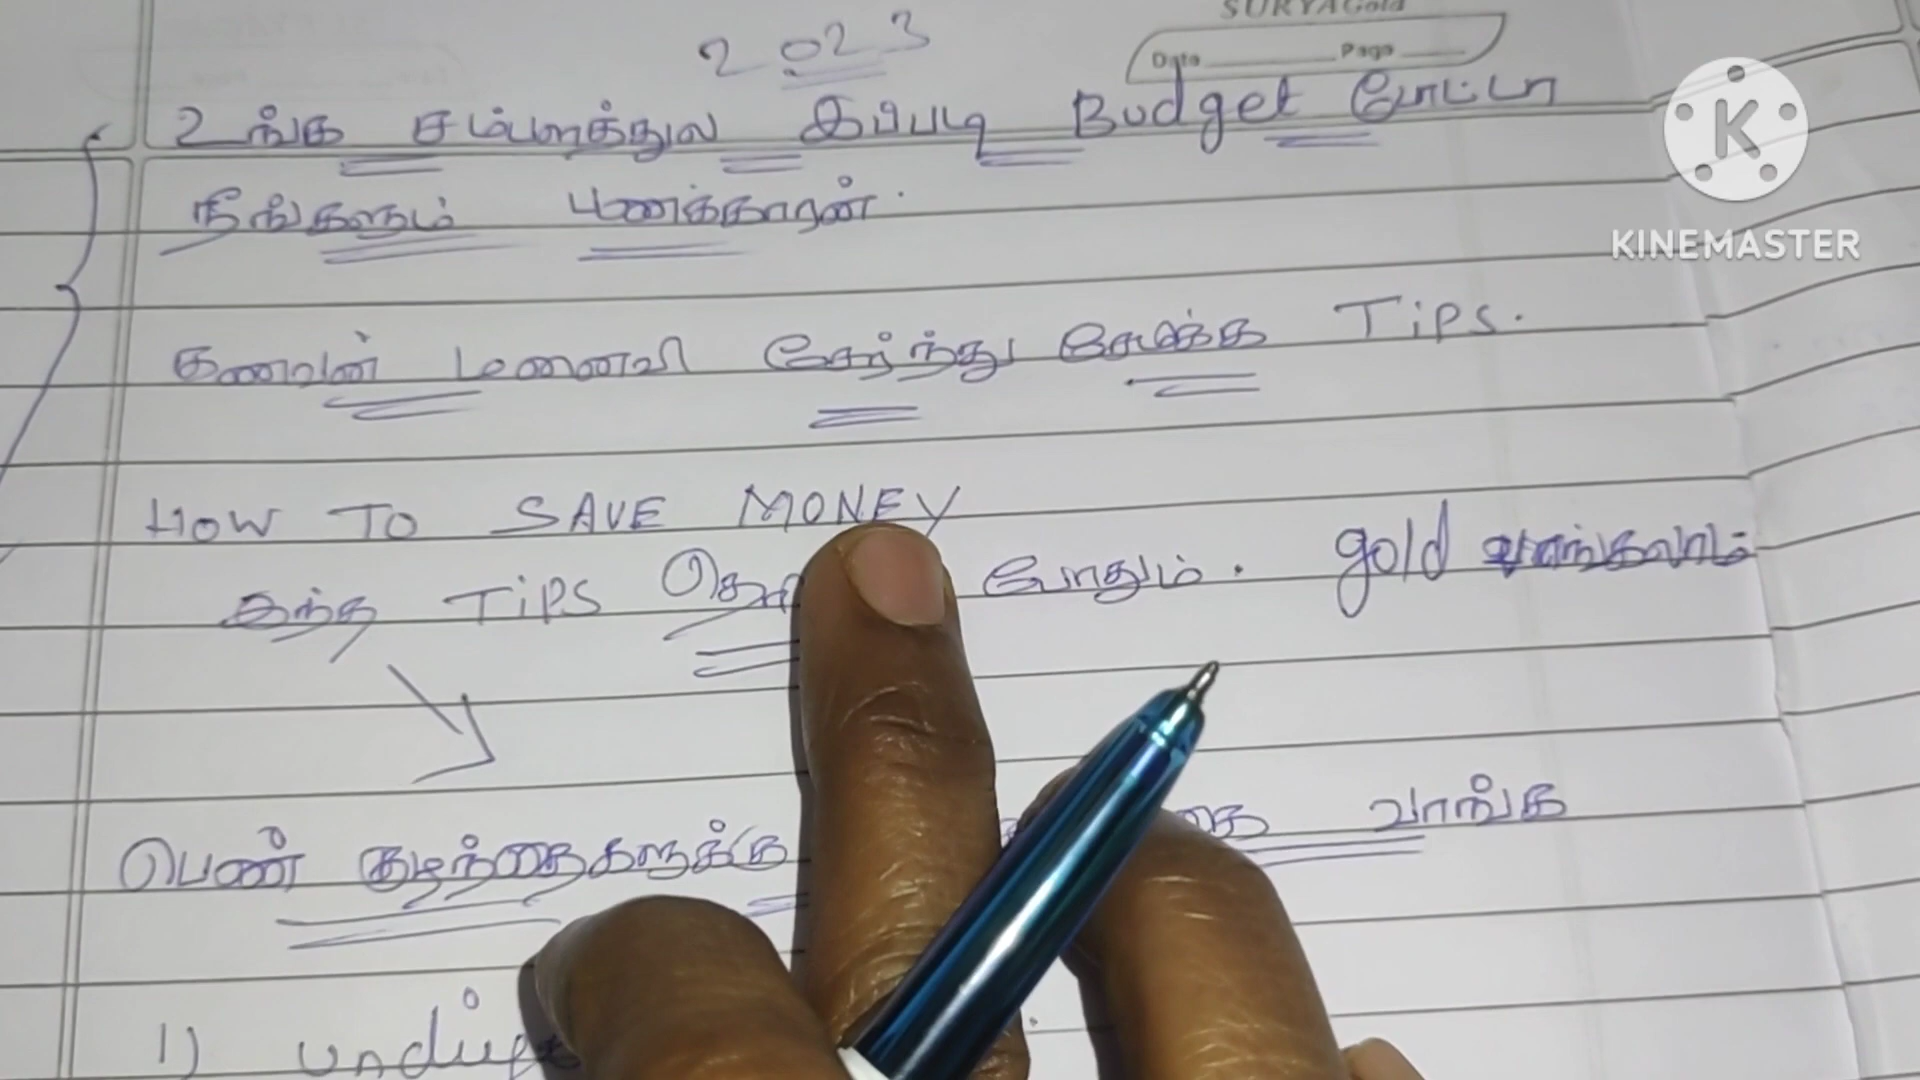 SURYAGold
2023
Date Page
உங்க சம்பளத்துல இப்படி Budget போட்டா
நீங்களும் பணக்காரன்.
கணவன் மனைவி சேர்ந்து சேமிக்க Tips.
HOW TO SAVE MONEY
இந்த TiPS போதும். gold வாங்கலாம்
பெண் குழந்தைகளுக்கு வாங்க
1)
KINEMASTER